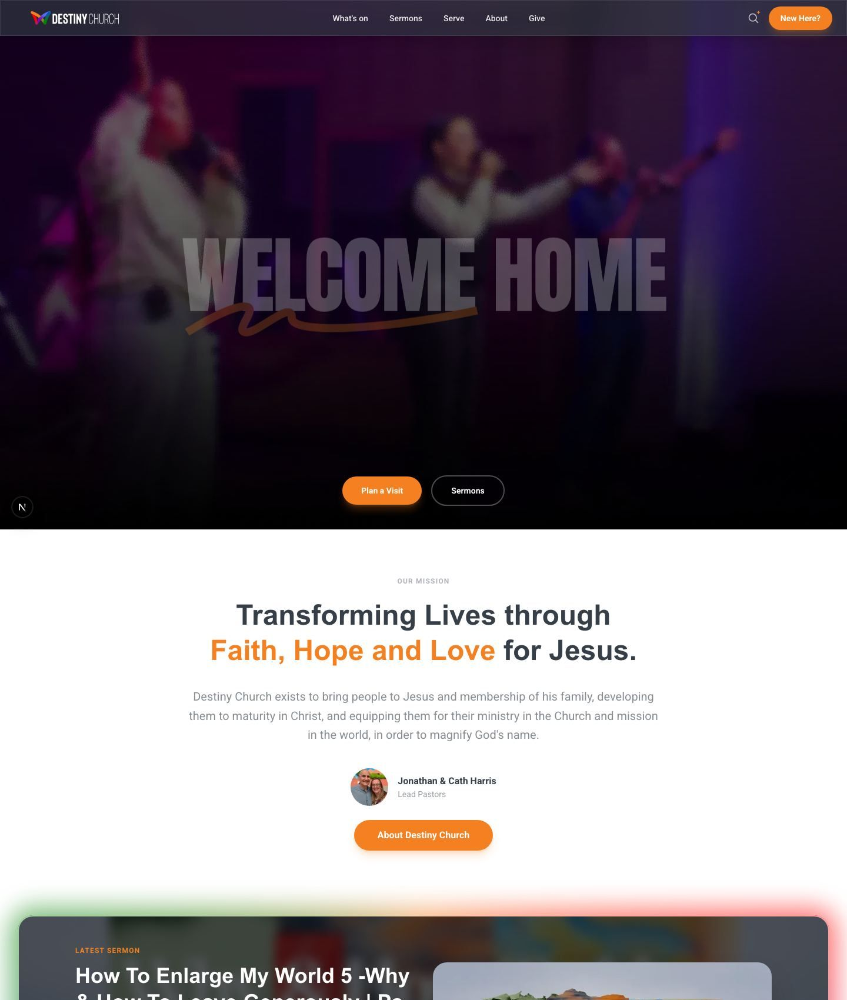 DESTINY CHURCH
What's on
Sermons
Serve
About
Give
New Here?
WELCOME HOME
Plan a Visit
Sermons
N
OUR MISSION
Transforming Lives through
Faith, Hope and Love for Jesus.
Destiny Church exists to bring people to Jesus and membership of his family, developing
them to maturity in Christ, and equipping them for their ministry in the Church and mission
in the world, in order to magnify God's name.
Jonathan & Cath Harris
Lead Pastors
About Destiny Church
LATEST SERMON
How To Enlarge My World 5 -Why
& How To Leave Generously | Ps